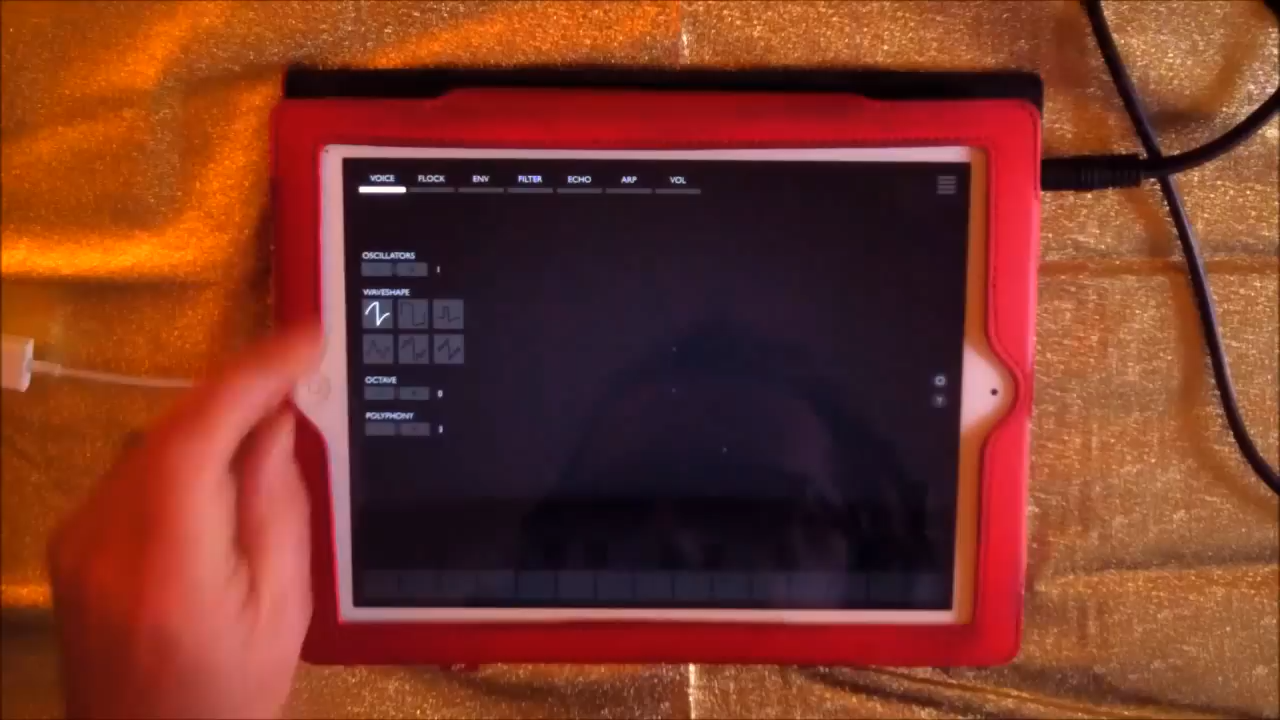 VOICE FLOCK ENV FILTER ECHO ARP VOL
OSCILLATORS
WAVESHAPE
OCTAVE
POLYPHONY